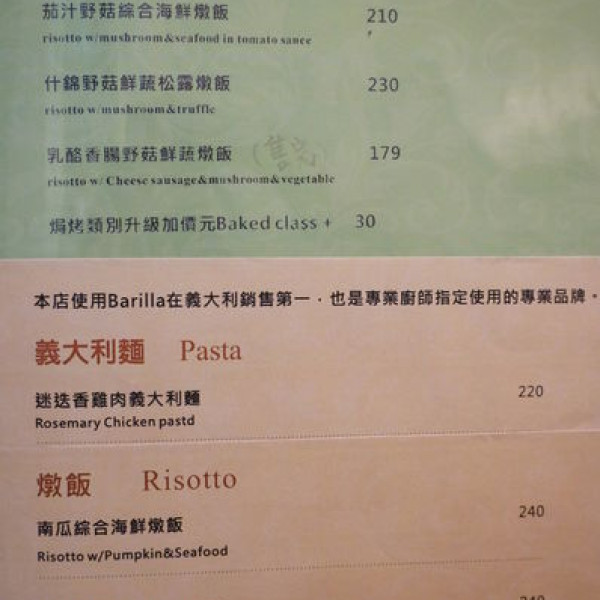 茄汁野菇綜合海鮮燉飯 210
risotto w/mushroom&seafood in tomato sauce
什錦野菇鮮蔬松露燉飯 230
risotto w/mushroom&truffle
乳酪香腸野菇鮮蔬燉飯 (售完) 179
risotto w/ Cheese sausage&mushroom&vegetable
焗烤類別升級加價元Baked class + 30
本店使用Barilla在義大利銷售第一，也是專業廚師指定使用的專業品牌。
義大利麵 Pasta
迷迭香雞肉義大利麵 220
Rosemary Chicken pastd
燉飯 Risotto
南瓜綜合海鮮燉飯 240
Risotto w/Pumpkin&Seafood